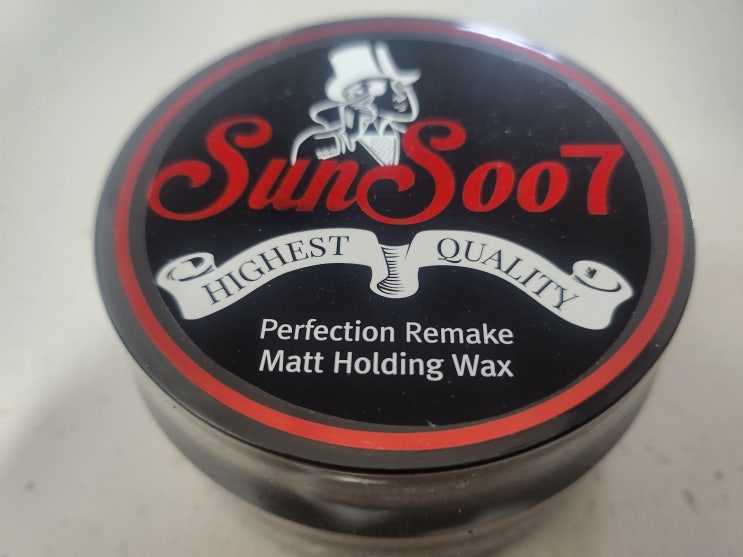 SunSoo7
HIGHEST QUALITY
Perfection Remake
Matt Holding Wax